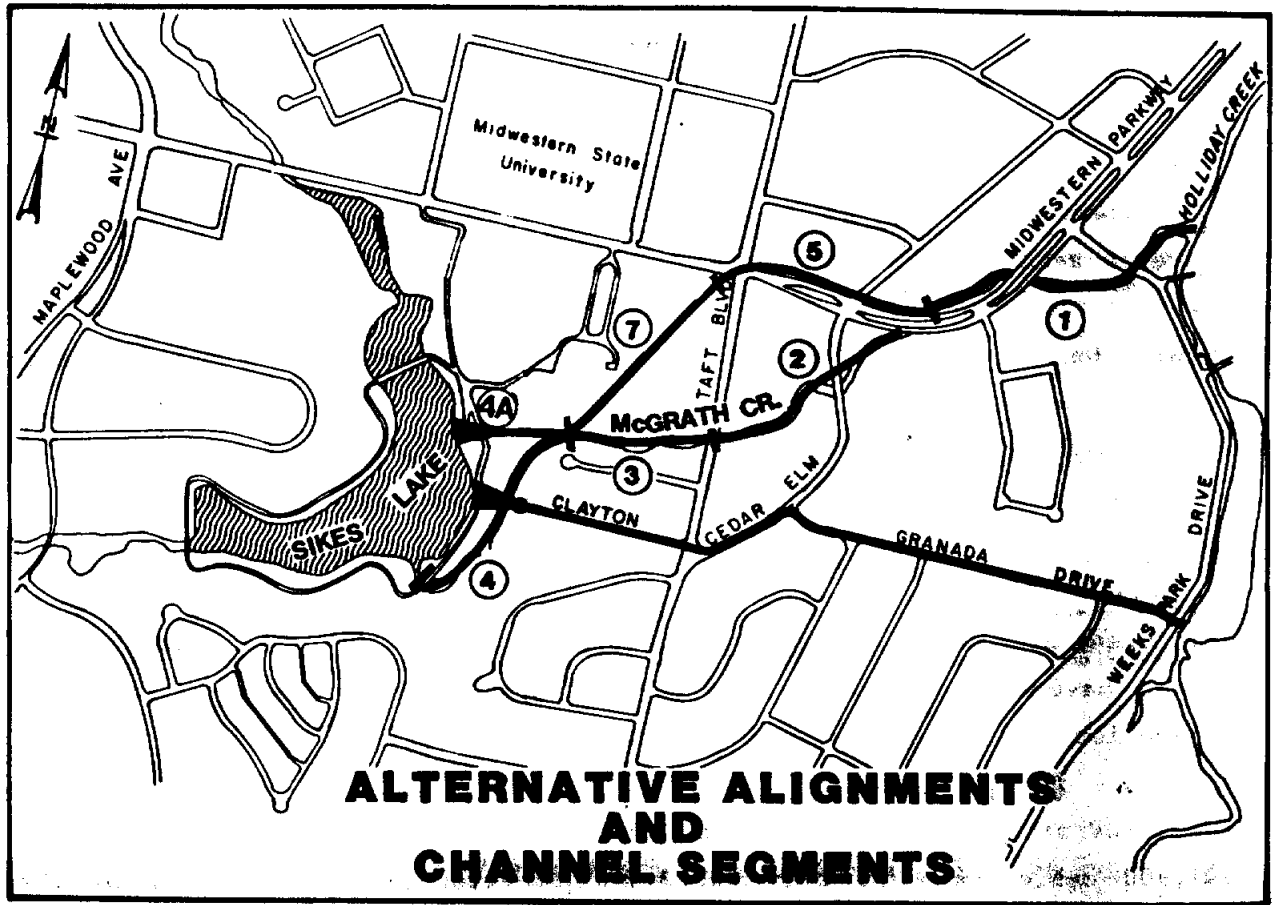 N
Midwestern State
University
MAPLEWOOD AVE
MIDWESTERN PARKWAY
HOLLIDAY CREEK
5
1
7
TAFT BLVD
2
4A
McGRATH CR.
3
SIKES LAKE
CLAYTON
CEDAR ELM
GRANADA DRIVE
4
WEEKS PARK DRIVE
ALTERNATIVE ALIGNMENTS
AND
CHANNEL SEGMENTS